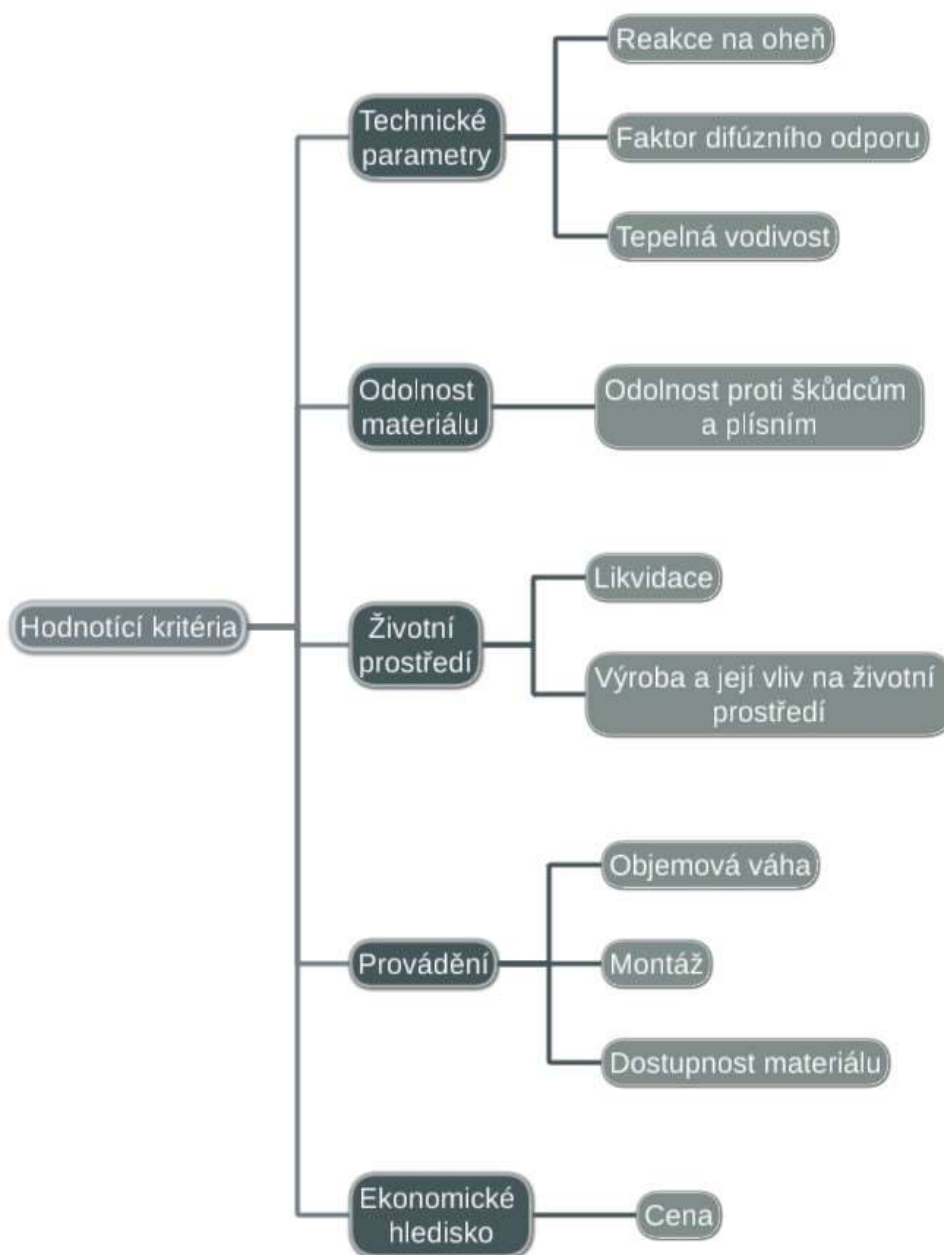 Hodnotící kritéria
Technické
parametry
Reakce na oheň
Faktor difúzního odporu
Tepelná vodivost
Odolnost
materiálu
Odolnost proti škůdcům
a plísním
Životní
prostředí
Likvidace
Výroba a její vliv na životní
prostředí
Provádění
Objemová váha
Montáž
Dostupnost materiálu
Ekonomické
hledisko
Cena